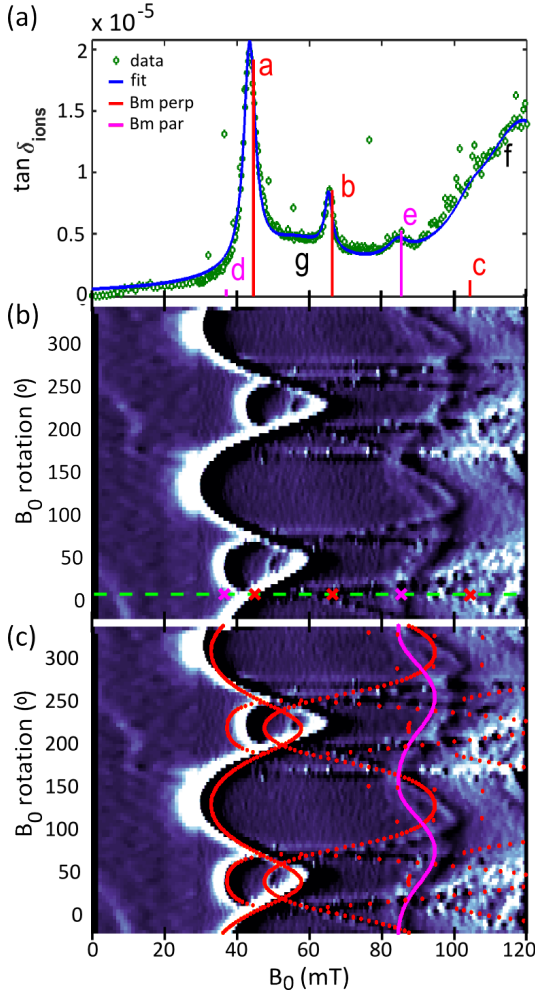 (a)
x 10⁻⁵
2
1.5
1
0.5
0
tan δions
data
fit
Bm perp
Bm par
a
b
c
d
e
f
g
(b)
300
250
200
150
100
50
0
B₀ rotation (º)
(c)
300
250
200
150
100
50
0
B₀ rotation (º)
0 20 40 60 80 100 120
B₀ (mT)